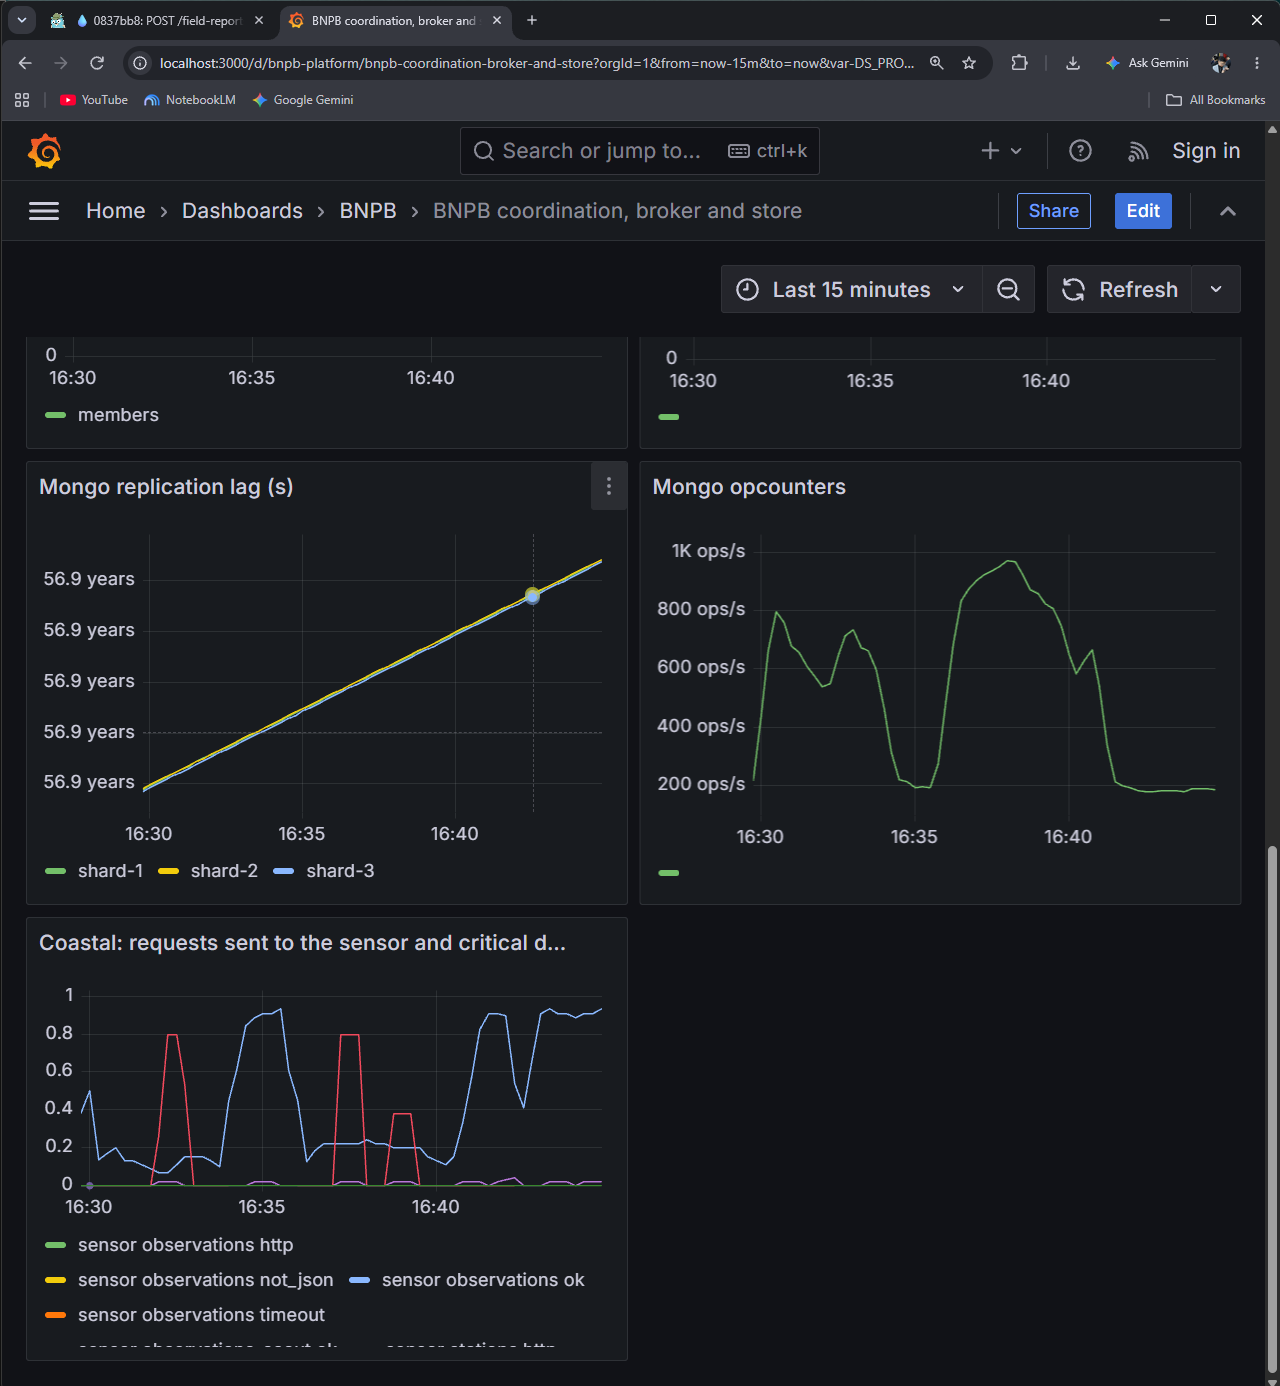 0837bb8: POST /field-report
BNPB coordination, broker and
localhost:3000/d/bnpb-platform/bnpb-coordination-broker-and-store?orgId=1&from=now-15m&to=now&var-DS_PRO...
Ask Gemini
YouTube
NotebookLM
Google Gemini
All Bookmarks
Search or jump to...
ctrl+k
Sign in
Home › Dashboards › BNPB › BNPB coordination, broker and store
Share
Edit
Last 15 minutes
Refresh
0
16:30 16:35 16:40
members
0
16:30 16:35 16:40
Mongo replication lag (s)
56.9 years
56.9 years
56.9 years
56.9 years
56.9 years
16:30 16:35 16:40
shard-1 shard-2 shard-3
Mongo opcounters
1K ops/s
800 ops/s
600 ops/s
400 ops/s
200 ops/s
16:30 16:35 16:40
Coastal: requests sent to the sensor and critical d...
1
0.8
0.6
0.4
0.2
0
16:30 16:35 16:40
sensor observations http
sensor observations not_json sensor observations ok
sensor observations timeout